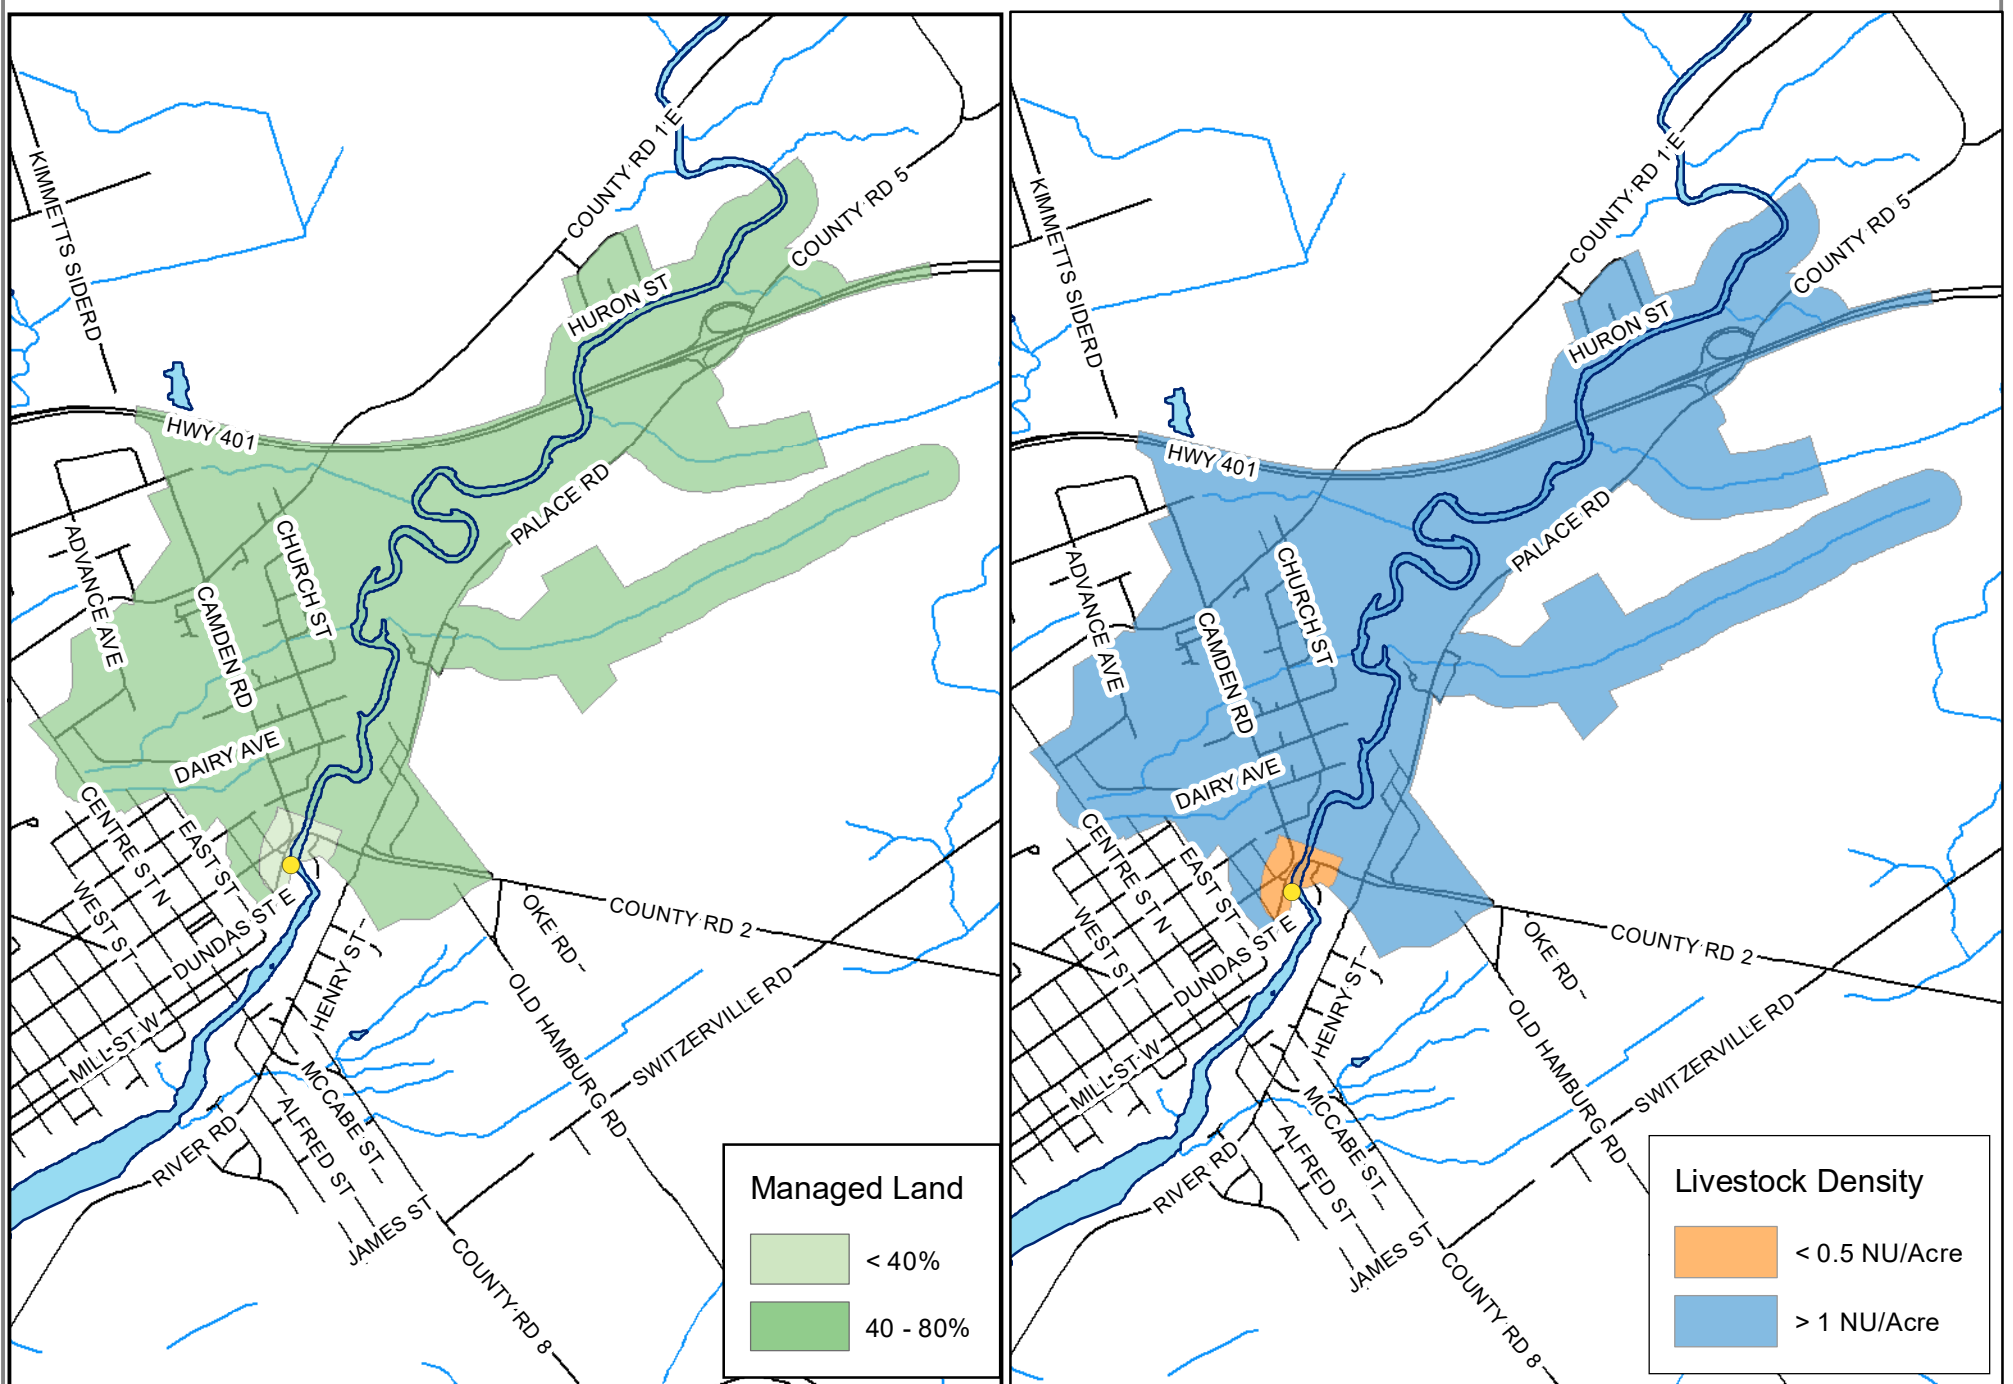 COUNTY RD 1 E
KIMMETTS SIDERD
COUNTY RD 5
HURON ST
HWY 401
PALACE RD
CHURCH ST
ADVANCE AVE
CAMDEN RD
DAIRY AVE
CENTRE ST N
EAST ST
WEST ST
DUNDAS ST E
COUNTY RD 2
OKE RD
HENRY ST
OLD HAMBURG RD
SWITZERVILLE RD
MILL ST W
MCCABE ST
ALFRED ST
RIVER RD
JAMES ST
COUNTY RD 8
Managed Land
< 40%
40 - 80%
COUNTY RD 1 E
KIMMETTS SIDERD
COUNTY RD 5
HURON ST
HWY 401
PALACE RD
CHURCH ST
ADVANCE AVE
CAMDEN RD
DAIRY AVE
CENTRE ST N
EAST ST
WEST ST
DUNDAS ST E
COUNTY RD 2
OKE RD
HENRY ST
OLD HAMBURG RD
SWITZERVILLE RD
MILL ST W
MCCABE ST
ALFRED ST
RIVER RD
JAMES ST
COUNTY RD 8
Livestock Density
< 0.5 NU/Acre
> 1 NU/Acre